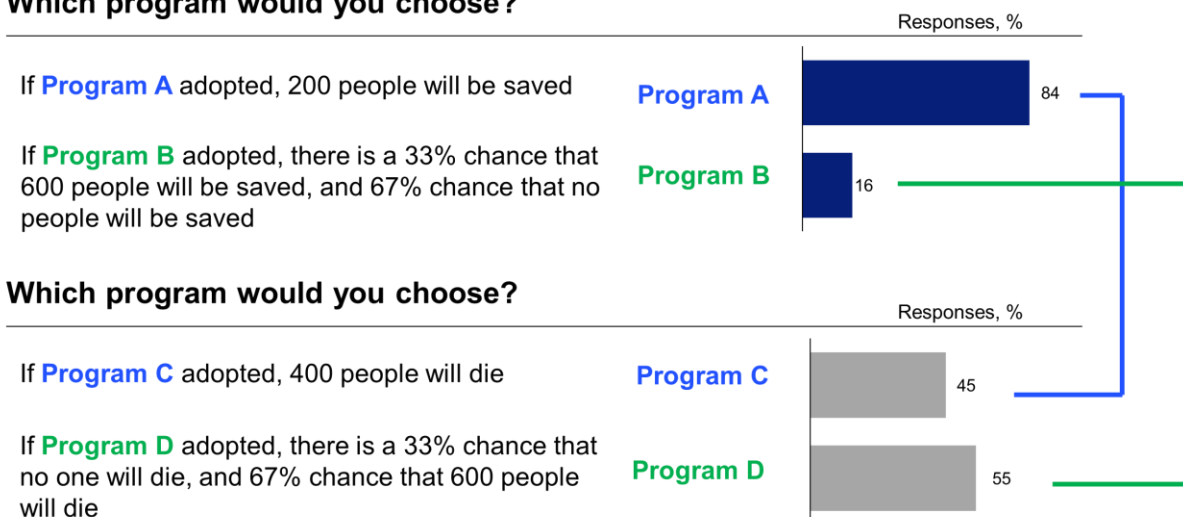 Which program would you choose?
Responses, %
If Program A adopted, 200 people will be saved
Program A
84
If Program B adopted, there is a 33% chance that
600 people will be saved, and 67% chance that no
people will be saved
Program B
16
Which program would you choose?
Responses, %
If Program C adopted, 400 people will die
Program C
45
If Program D adopted, there is a 33% chance that
no one will die, and 67% chance that 600 people
will die
Program D
55